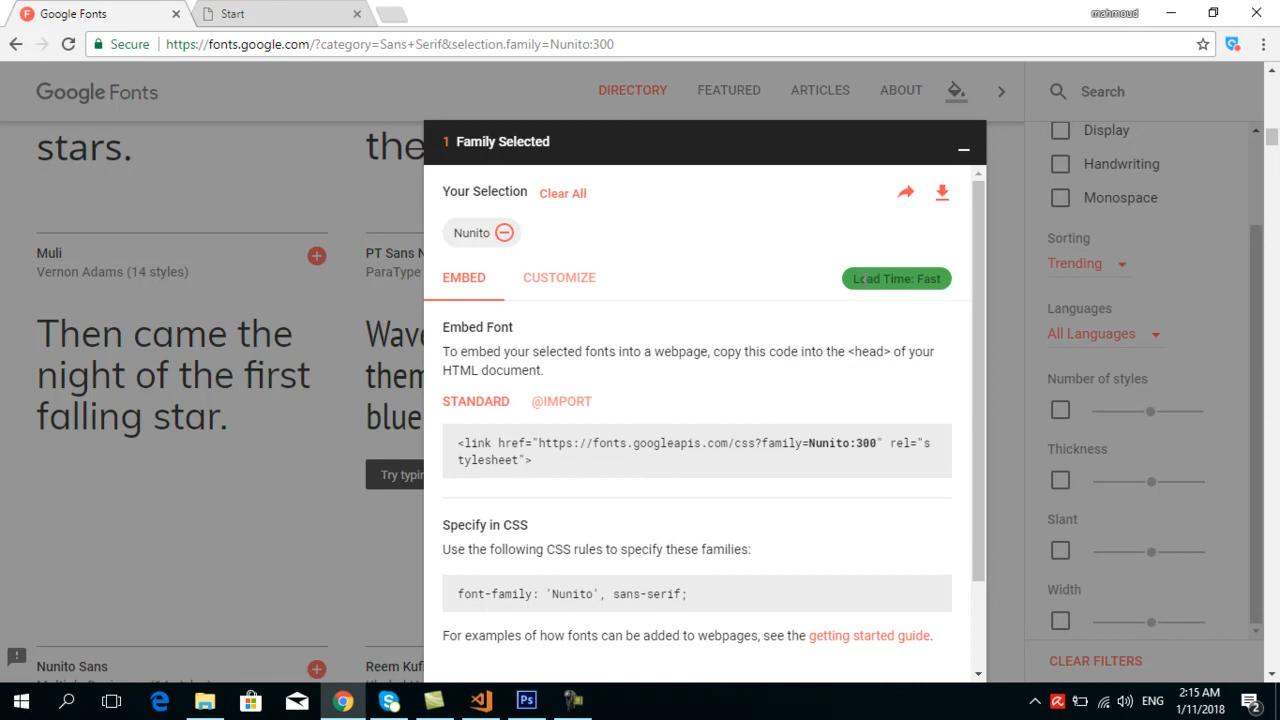 Google Fonts
Start
mahmoud
Secure
https://fonts.google.com/?category=Sans+Serif&selection.family=Nunito:300
Google Fonts
DIRECTORY
FEATURED
ARTICLES
ABOUT
Search
stars.
the
Muli
Vernon Adams (14 styles)
PT Sans N
ParaType
Then came the
night of the first
falling star.
Wave
them
blue
Try typin
Nunito Sans
Reem Kufi
1 Family Selected
Your Selection
Clear All
Nunito
EMBED
CUSTOMIZE
Load Time: Fast
Embed Font
To embed your selected fonts into a webpage, copy this code into the <head> of your
HTML document.
STANDARD
@IMPORT
<link href="https://fonts.googleapis.com/css?family=Nunito:300" rel="s
tylesheet">
Specify in CSS
Use the following CSS rules to specify these families:
font-family: 'Nunito', sans-serif;
For examples of how fonts can be added to webpages, see the getting started guide.
Display
Handwriting
Monospace
Sorting
Trending
Languages
All Languages
Number of styles
Thickness
Slant
Width
CLEAR FILTERS
ENG
2:15 AM
1/11/2018
2